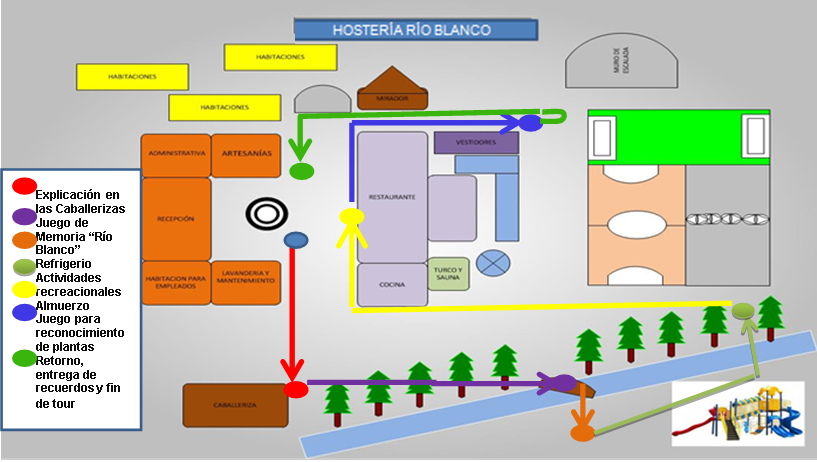 HOSTERÍA RÍO BLANCO
HABITACIONES
HABITACIONES
HABITACIONES
MIRADOR
MURO DE
ESCALADA
ADMINISTRATIVA
ARTESANÍAS
VESTIDORES
RESTAURANTE
RECEPCIÓN
HABITACION PARA
EMPLEADOS
LAVANDERIA Y
MANTENIMIENTO
COCINA
TURCO Y
SAUNA
CABALLERIZA
Explicación en
las Caballerizas
Juego de
Memoria “Río
Blanco”
Refrigerio
Actividades
recreacionales
Almuerzo
Juego para
reconocimiento
de plantas
Retorno,
entrega de
recuerdos y fin
de tour